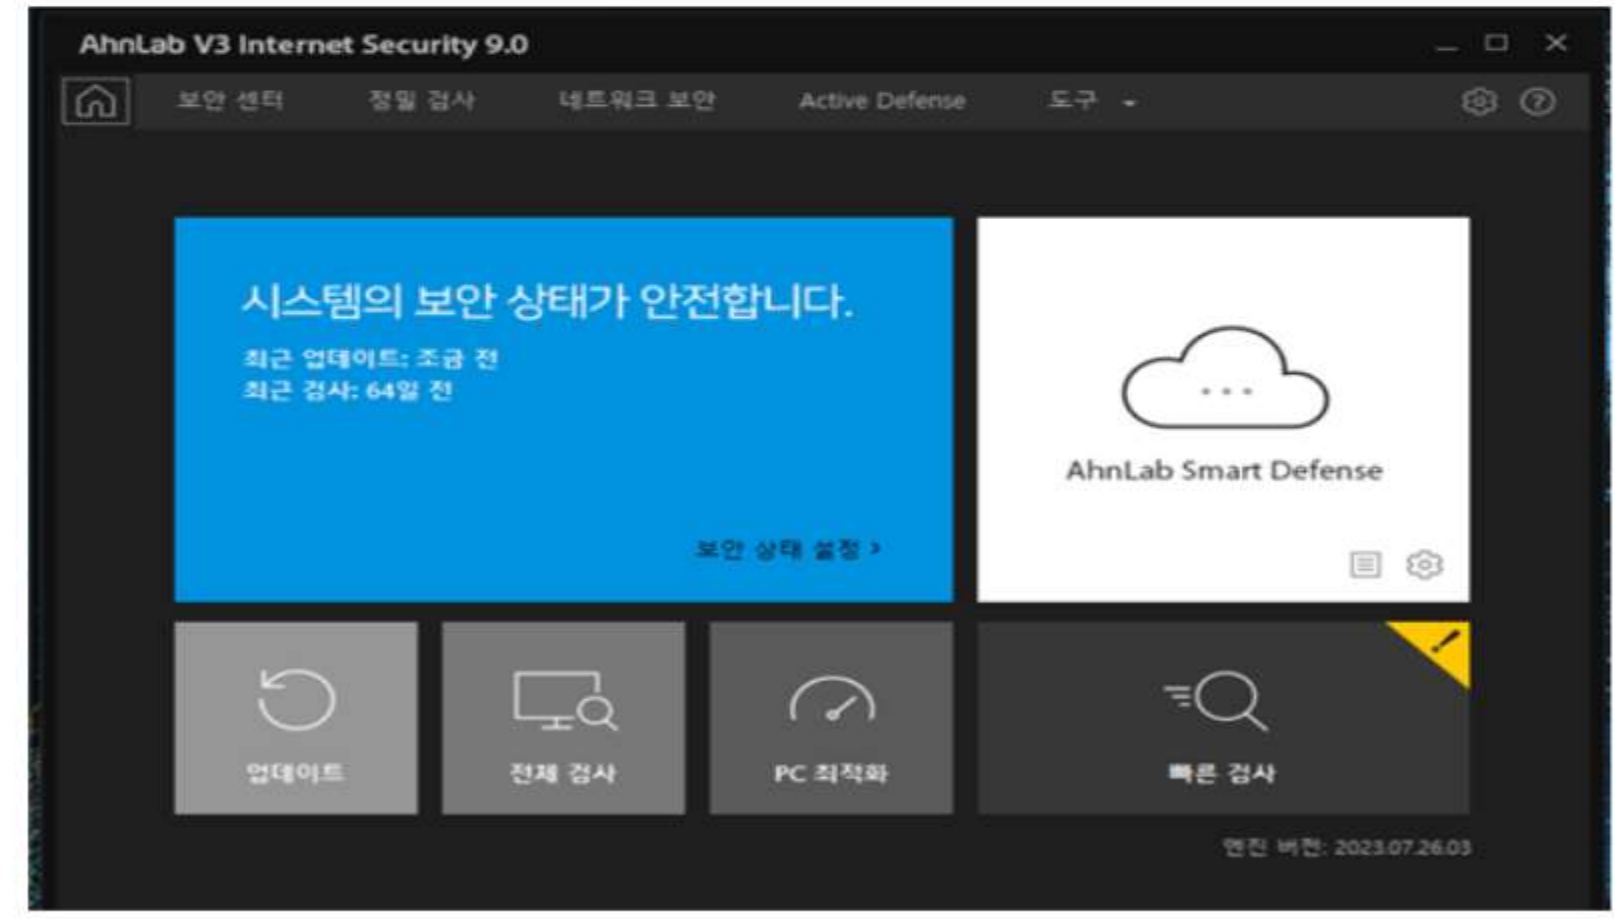 AhnLab V3 Internet Security 9.0
보안 센터 정밀 검사 네트워크 보안 Active Defense 도구
시스템의 보안 상태가 안전합니다.
최근 업데이트: 조금 전
최근 검사: 64일 전
보안 상태 설정 >
AhnLab Smart Defense
업데이트
전체 검사
PC 최적화
빠른 검사
엔진 버전: 2023.07.26.03